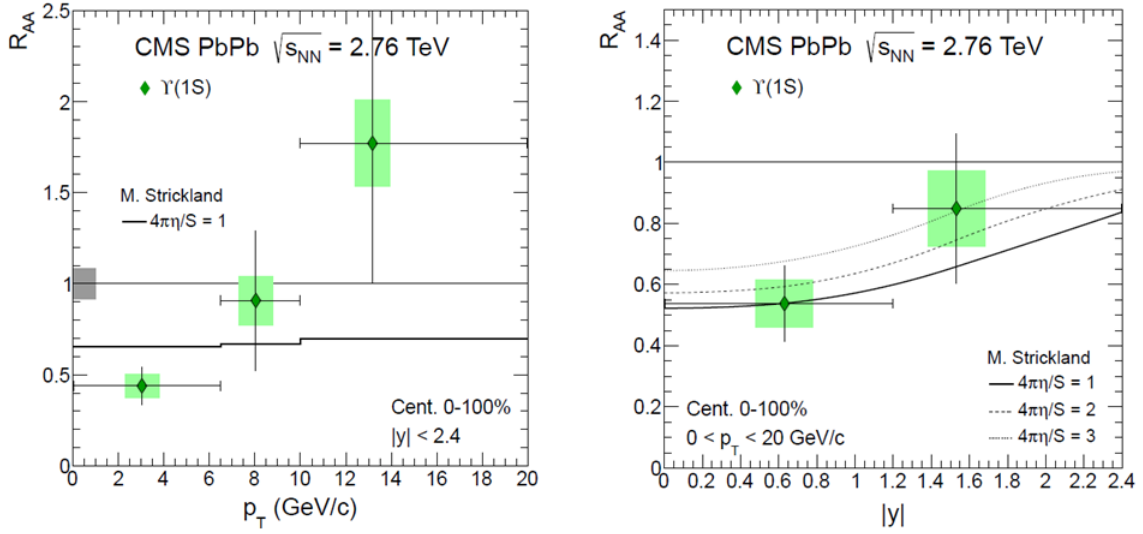 R_AA
2.5
2
1.5
1
0.5
0
CMS PbPb √s_NN = 2.76 TeV
ϒ(1S)
M. Strickland
4πη/S = 1
Cent. 0-100%
|y| < 2.4
0 2 4 6 8 10 12 14 16 18 20
p_T (GeV/c)
R_AA
1.4
1.2
1
0.8
0.6
0.4
0.2
0
CMS PbPb √s_NN = 2.76 TeV
ϒ(1S)
M. Strickland
4πη/S = 1
4πη/S = 2
4πη/S = 3
Cent. 0-100%
0 < p_T < 20 GeV/c
0 0.2 0.4 0.6 0.8 1 1.2 1.4 1.6 1.8 2 2.2 2.4
|y|